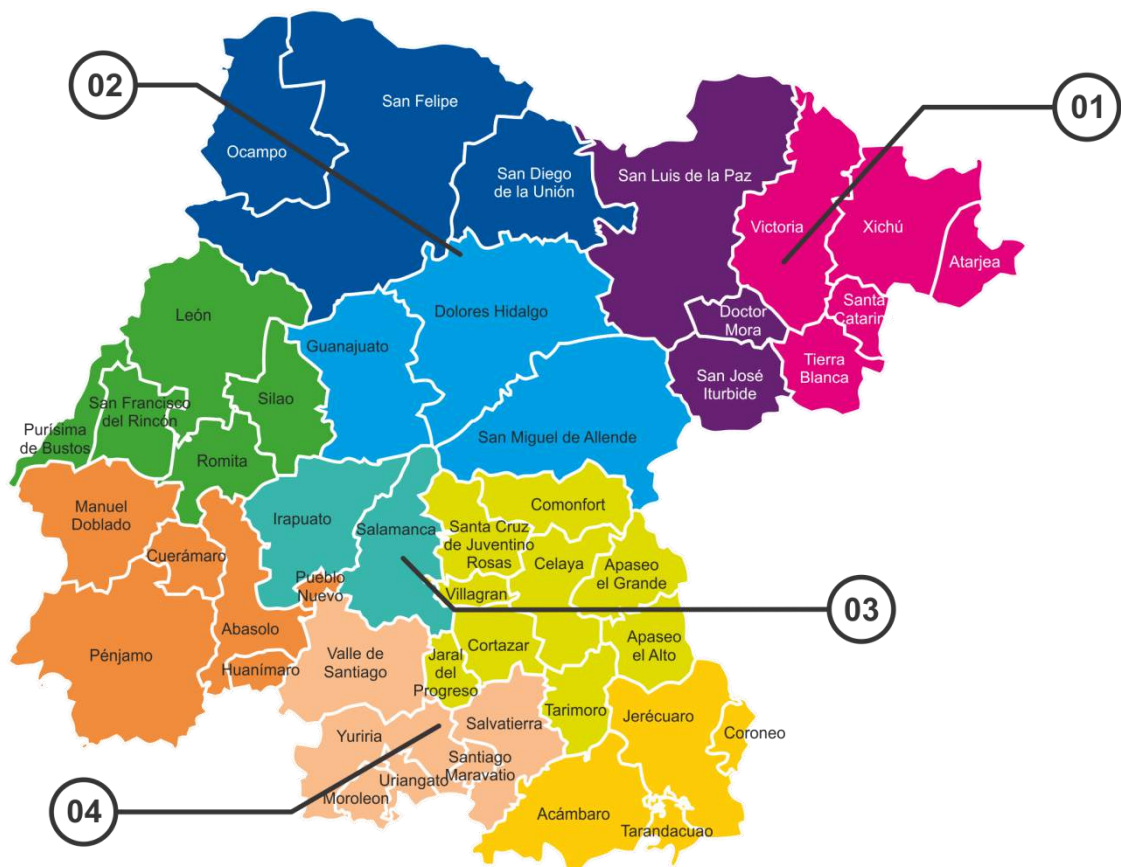 02
01
San Felipe
Ocampo
San Diego
de la Unión
San Luis de la Paz
Victoria
Xichú
Atarjea
León
Dolores Hidalgo
Doctor
Mora
Santa
Catarin
Guanajuato
Tierra
Blanca
San José
Iturbide
Silao
San Francisco
del Rincón
Purísima
de Bustos
San Miguel de Allende
Romita
Manuel
Doblado
Irapuato
Salamanca
Comonfort
Santa Cruz
de Juventino
Rosas
Cuerámaro
Celaya
Apaseo
el Grande
Pueblo
Nuevo
Villagran
03
Abasolo
Pénjamo
Valle de
Santiago
Cortazar
Apaseo
el Alto
Huanímaro
Jaral
del
Progreso
Tarimoro
Jerécuaro
Coroneo
Yuriria
Salvatierra
Santiago
Maravatio
Uriangato
Moroleon
04
Acámbaro
Tarandacuao